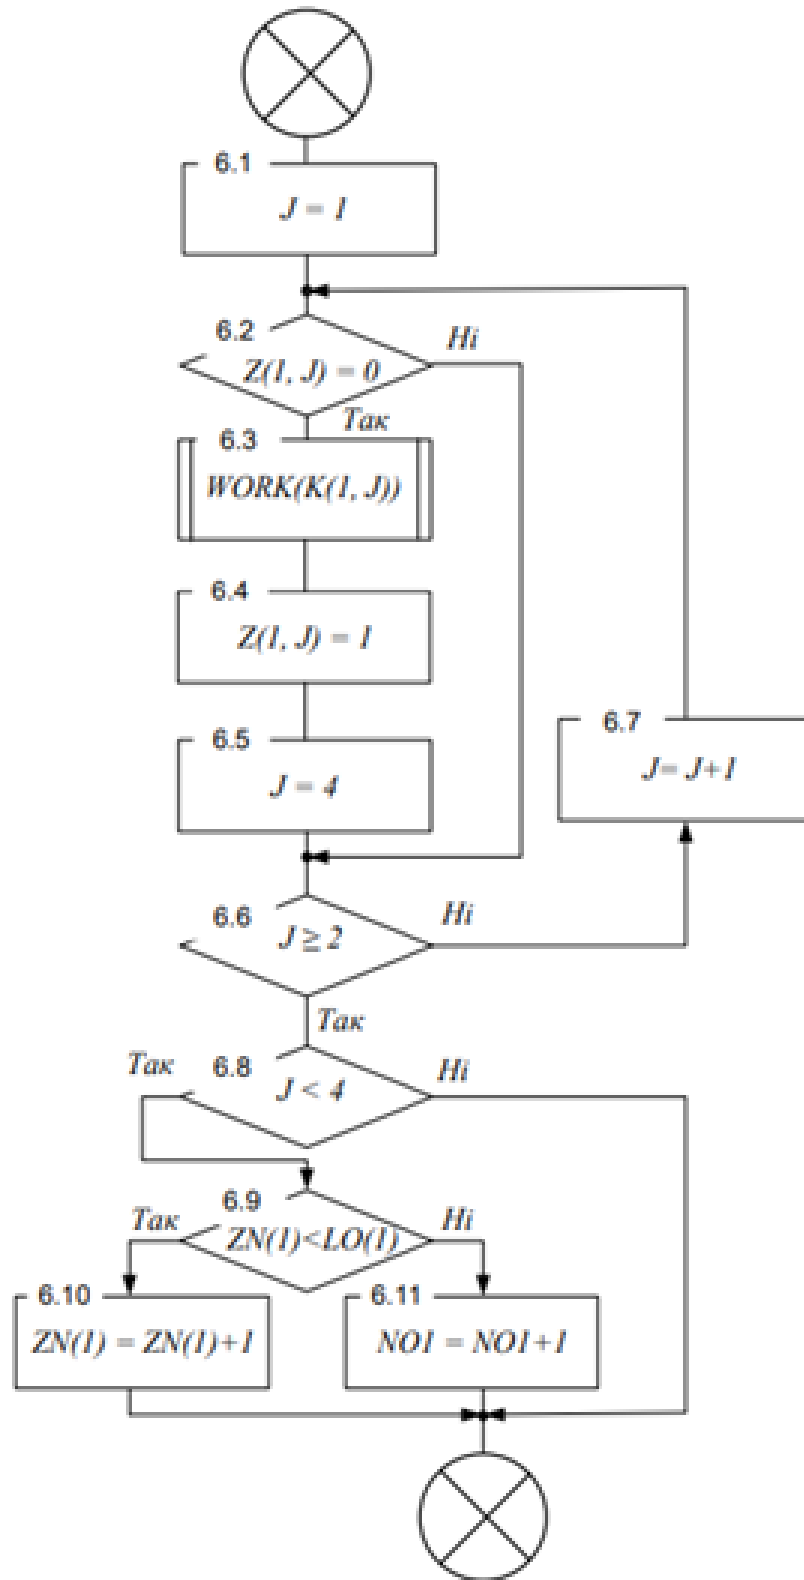 6.1
J = 1
6.2
Ні
Z(1, J) = 0
Так
6.3
WORK(K(1, J))
6.4
Z(1, J) = 1
6.5
J = 4
6.7
J= J+1
6.6
Ні
J ≥ 2
Так
Так
6.8
Ні
J < 4
6.9
Так
Ні
ZN(1)<LO(1)
6.10
ZN(1) = ZN(1)+1
6.11
NO1 = NO1+1